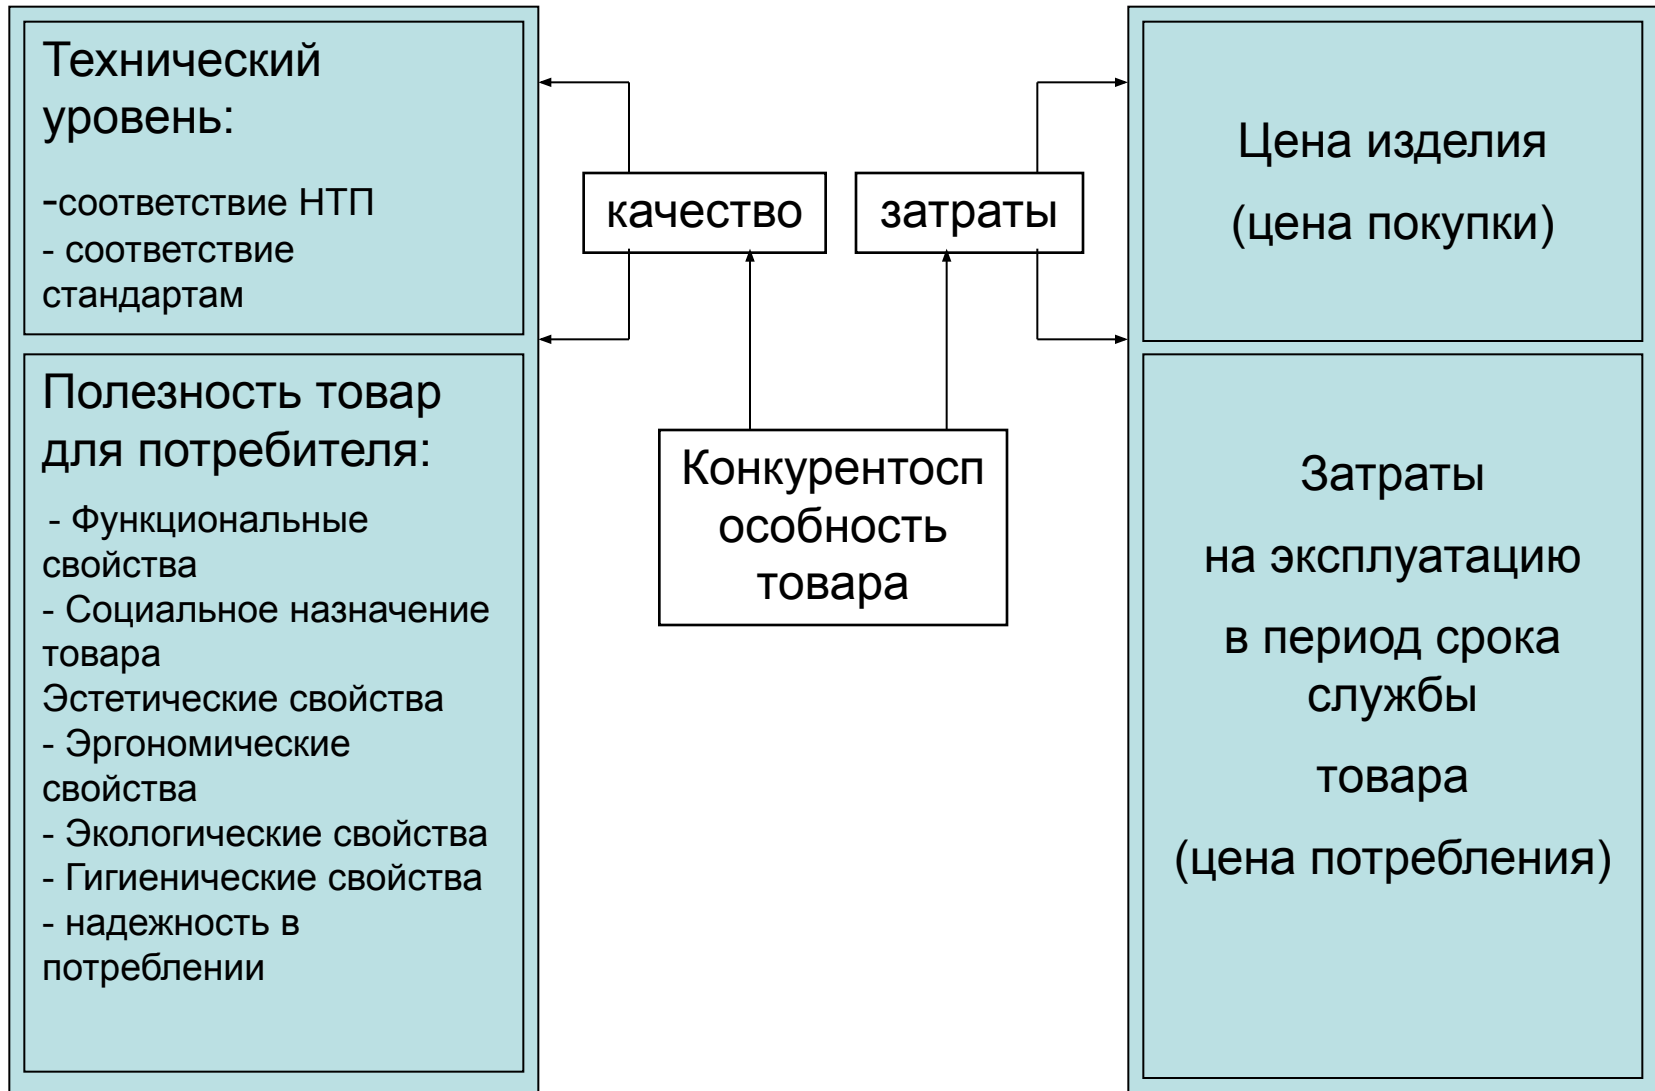 Технический
уровень:
-соответствие НТП
- соответствие
стандартам
Полезность товар
для потребителя:
- Функциональные
свойства
- Социальное назначение
товара
Эстетические свойства
- Эргономические
свойства
- Экологические свойства
- Гигиенические свойства
- надежность в
потреблении
качество
затраты
Конкурентосп
особность
товара
Цена изделия
(цена покупки)
Затраты
на эксплуатацию
в период срока
службы
товара
(цена потребления)